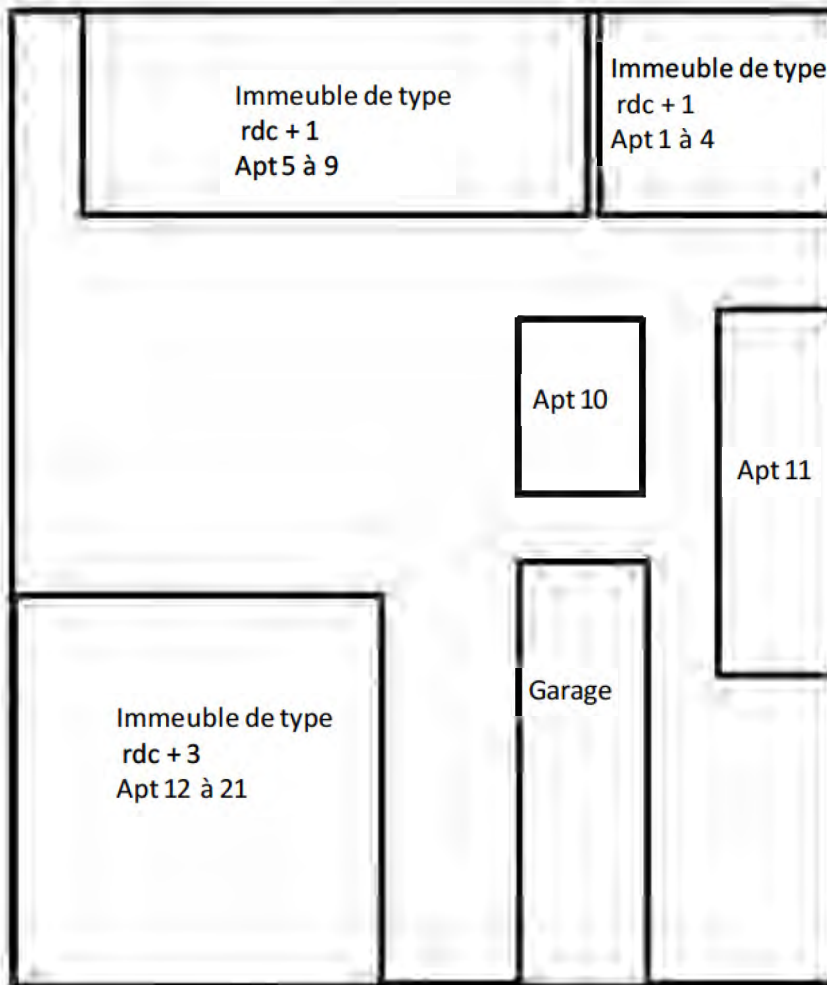 Immeuble de type
rdc + 1
Apt 5 à 9
Immeuble de type
rdc + 1
Apt 1 à 4
Apt 10
Apt 11
Garage
Immeuble de type
rdc + 3
Apt 12 à 21